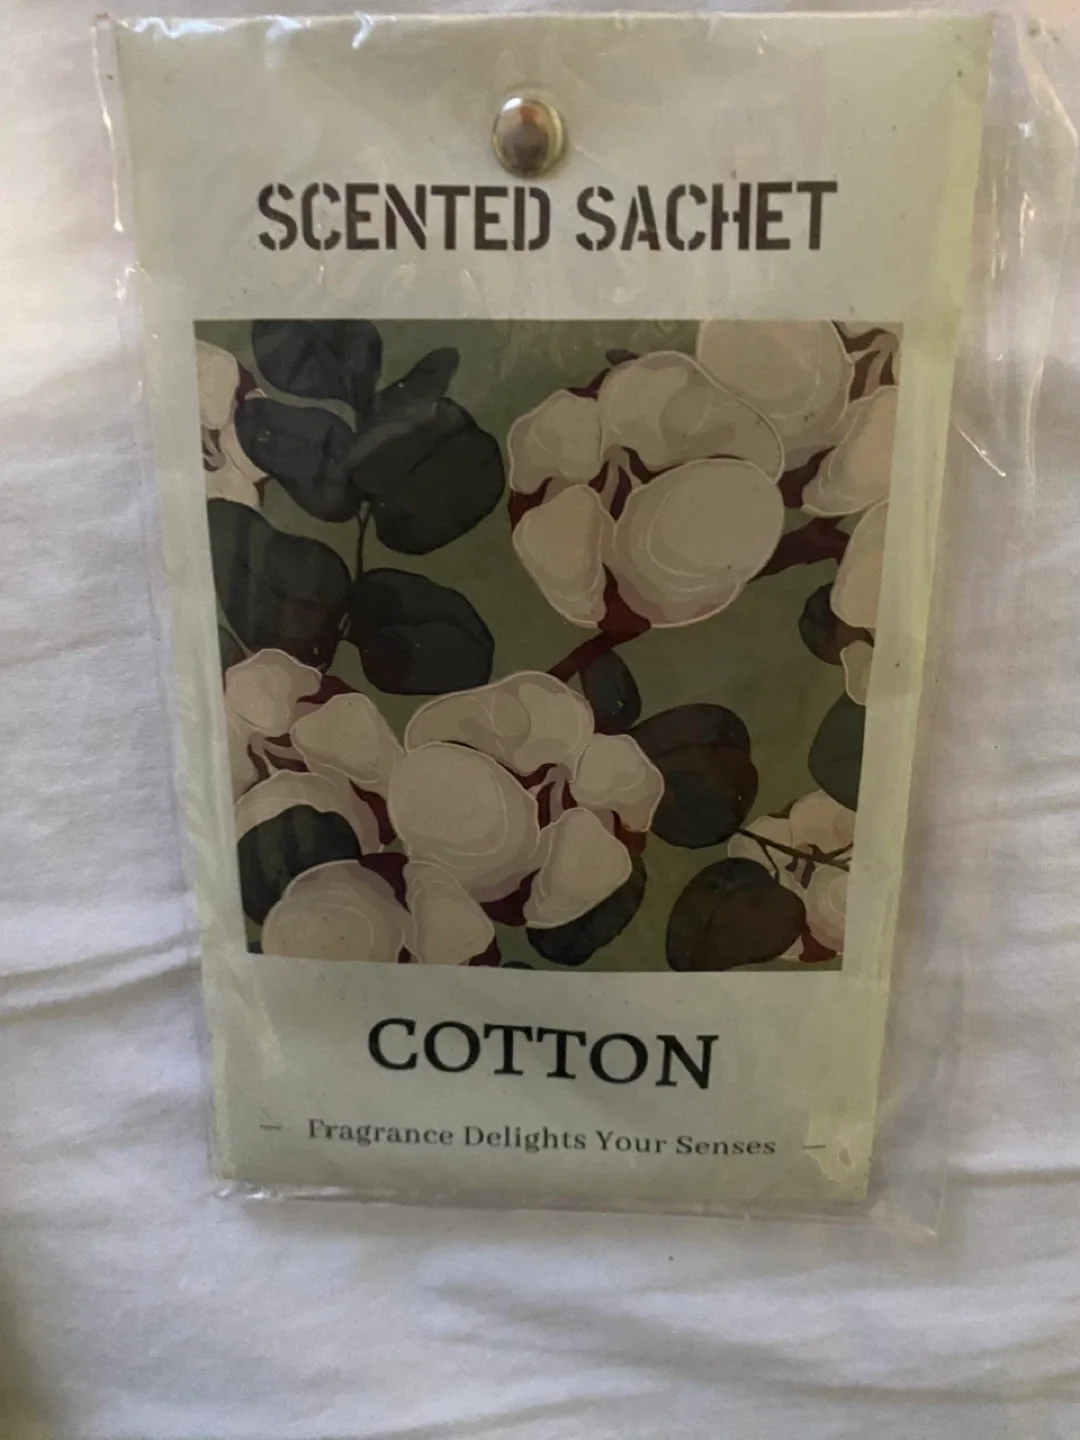 SCENTED SACHET
COTTON
— Fragrance Delights Your Senses —